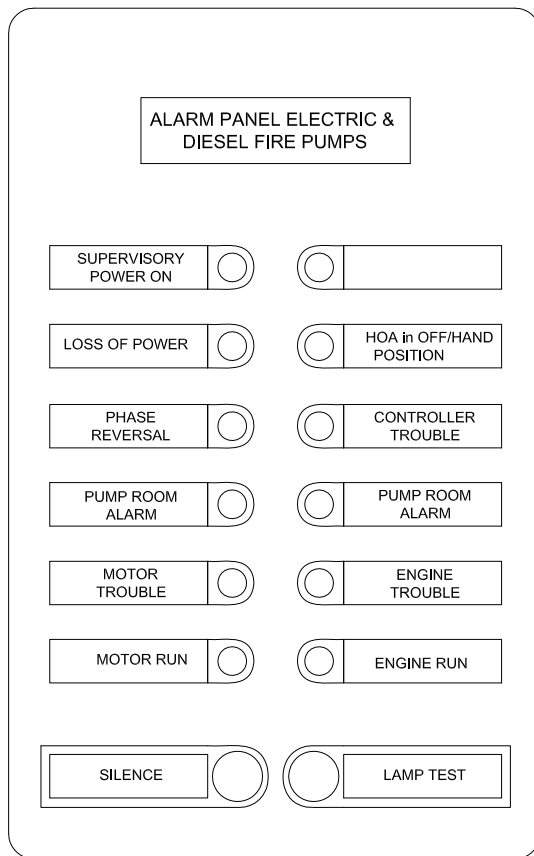 ALARM PANEL ELECTRIC &
DIESEL FIRE PUMPS
SUPERVISORY
POWER ON
LOSS OF POWER
HOA in OFF/HAND
POSITION
PHASE
REVERSAL
CONTROLLER
TROUBLE
PUMP ROOM
ALARM
PUMP ROOM
ALARM
MOTOR
TROUBLE
ENGINE
TROUBLE
MOTOR RUN
ENGINE RUN
SILENCE
LAMP TEST